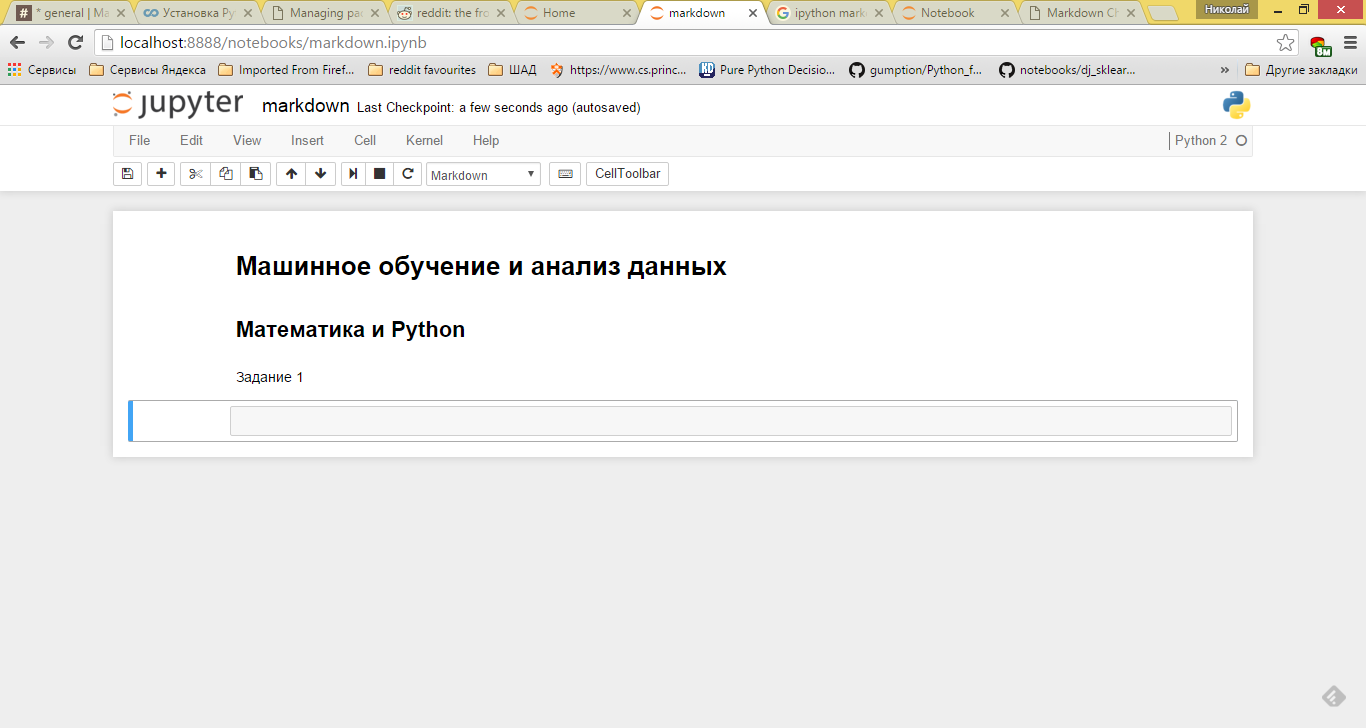 * general | Ma
Установка Py
Managing pa
reddit: the fro
Home
markdown
ipython mark
Notebook
Markdown Ch
Николай
localhost:8888/notebooks/markdown.ipynb
8м
Сервисы
Сервисы Яндекса
Imported From Firef...
reddit favourites
ШАД
https://www.cs.princ...
KD
Pure Python Decisio...
gumption/Python_f...
notebooks/dj_sklear...
»
Другие закладки
jupyter
markdown
Last Checkpoint: a few seconds ago (autosaved)
File
Edit
View
Insert
Cell
Kernel
Help
Python 2
Markdown
CellToolbar
Машинное обучение и анализ данных
Математика и Python
Задание 1